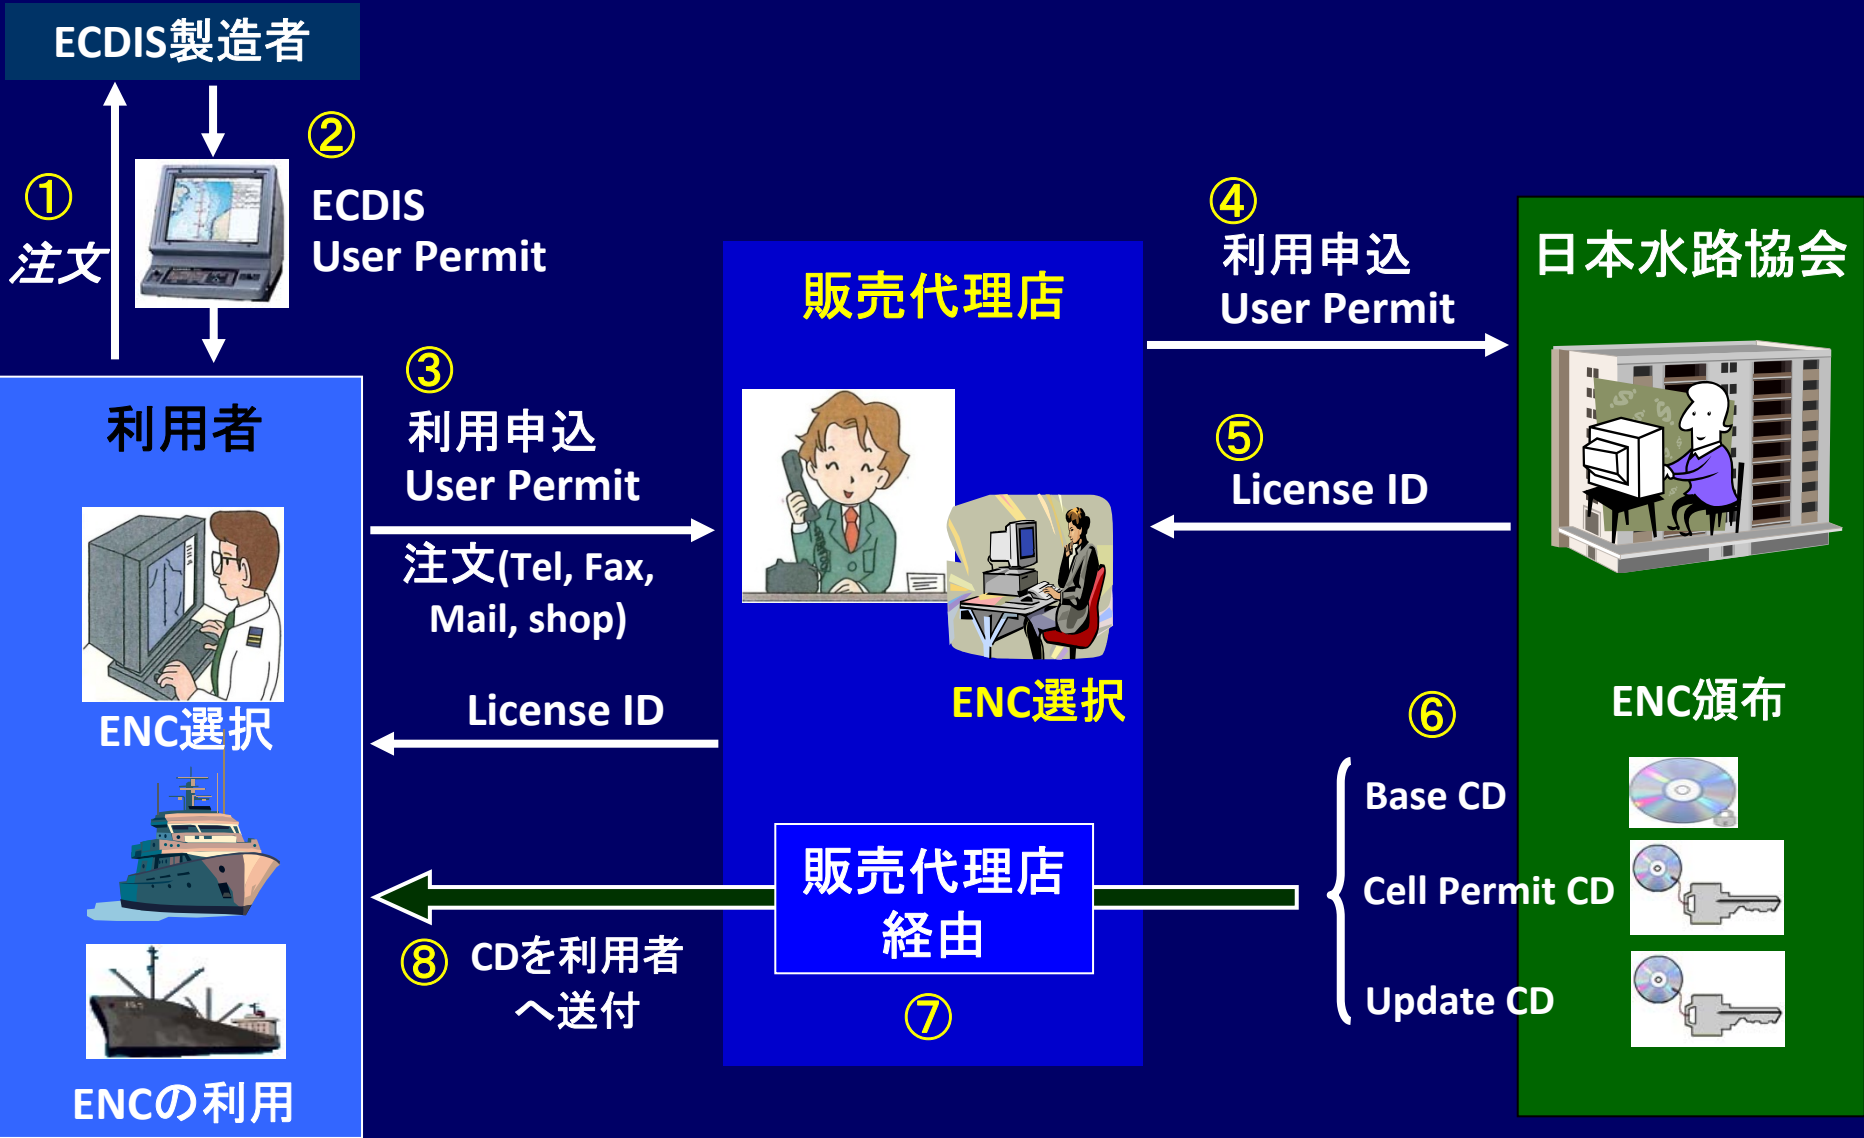 ECDIS製造者
①
注文
②
ECDIS
User Permit
利用者
ENC選択
ENCの利用
③
利用申込
User Permit
注文(Tel, Fax,
Mail, shop)
License ID
販売代理店
ENC選択
④
利用申込
User Permit
⑤
License ID
日本水路協会
ENC頒布
⑥
Base CD
Cell Permit CD
Update CD
販売代理店
経由
⑦
⑧
CDを利用者
へ送付